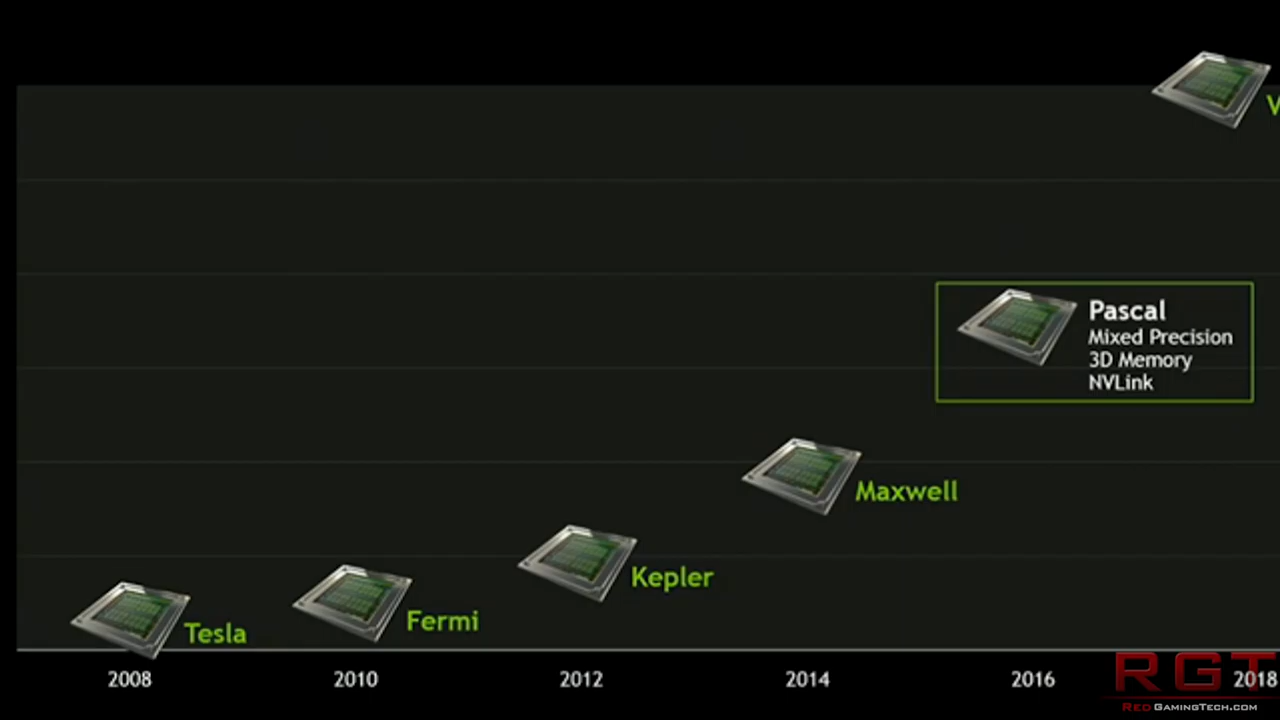 V
Pascal
Mixed Precision
3D Memory
NVLink
Maxwell
Kepler
Fermi
Tesla
2008 2010 2012 2014 2016 2018
RGT
RedGamingTech.com